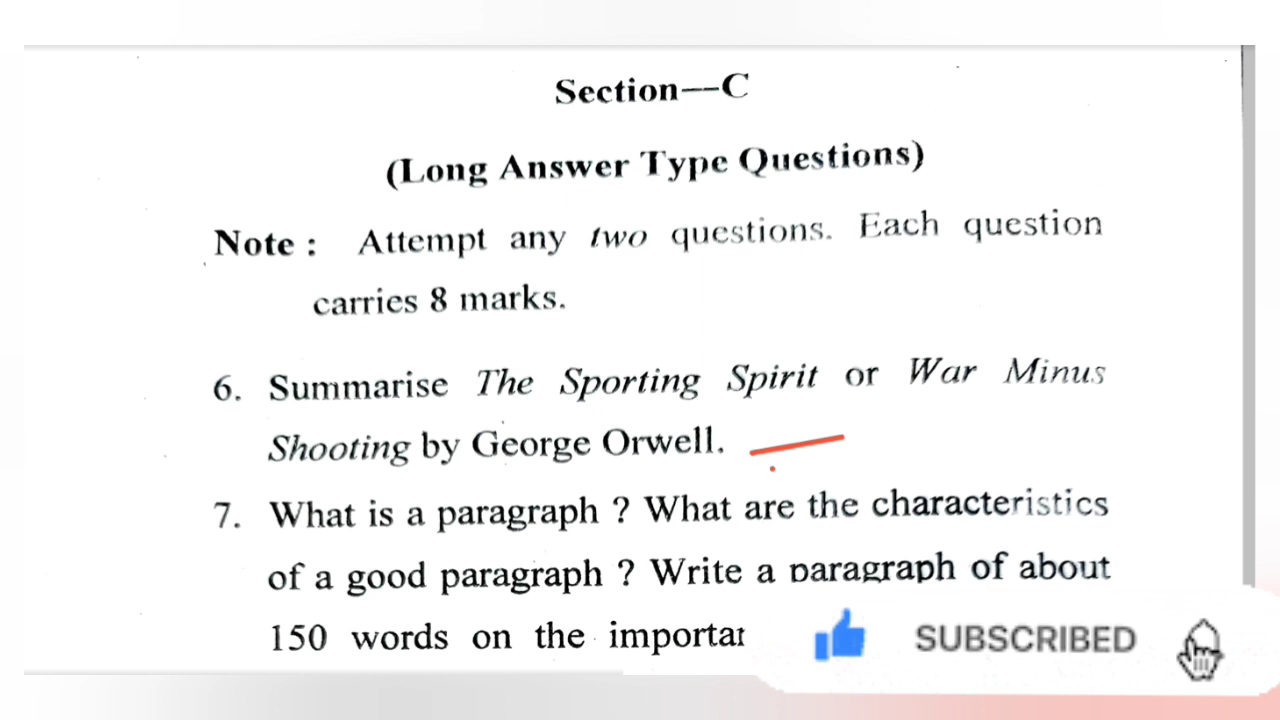 Section—C
(Long Answer Type Questions)
Note : Attempt any two questions. Each question
carries 8 marks.
6. Summarise The Sporting Spirit or War Minus
Shooting by George Orwell.
7. What is a paragraph ? What are the characteristics
of a good paragraph ? Write a paragraph of about
150 words on the
SUBSCRIBED